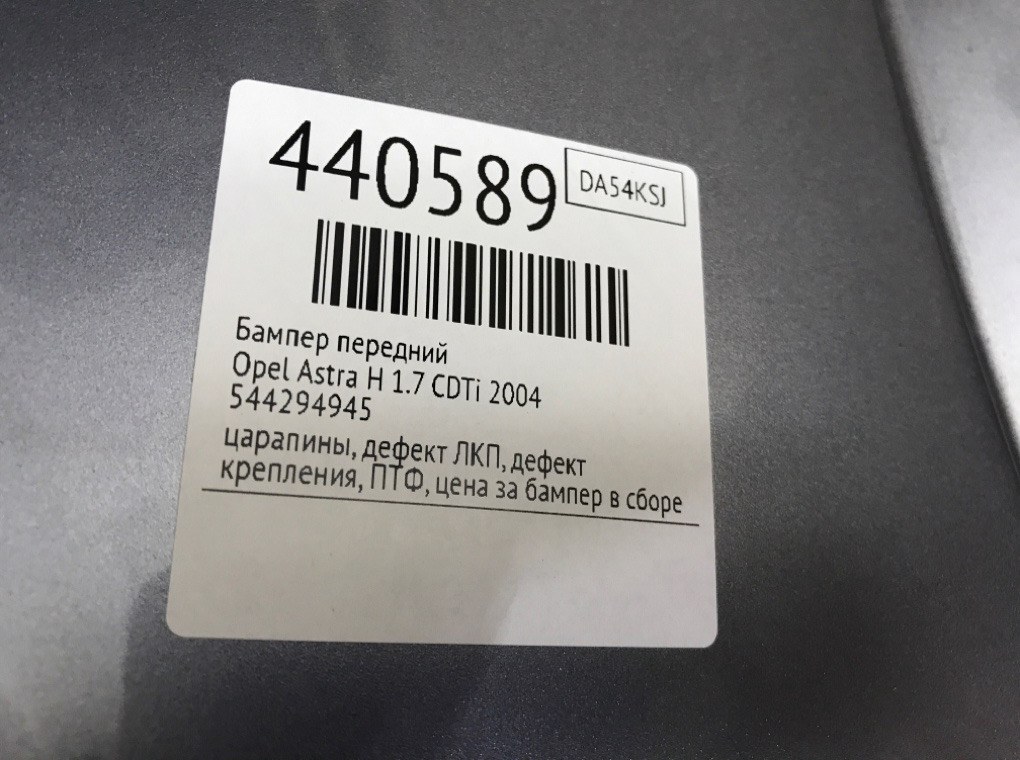 440589
DA54KSJ
Бампер передний
Opel Astra H 1.7 CDTi 2004
544294945
царапины, дефект ЛКП, дефект
крепления, ПТФ, цена за бампер в сборе